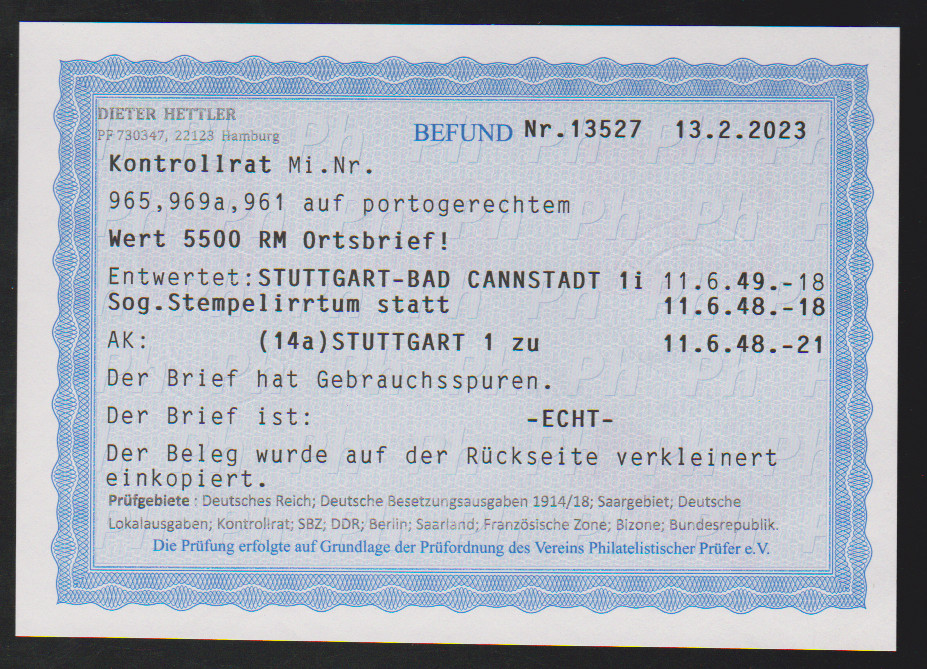 DIETER HETTLER
PF 730347, 22123 Hamburg
BEFUND Nr.13527 13.2.2023
Kontrollrat Mi.Nr.
965,969a,961 auf portogerechtem
Wert 5500 RM Ortsbrief!
Entwertet:STUTTGART-BAD CANNSTADT 1i 11.6.49.-18
Sog.Stempelirrtum statt 11.6.48.-18
AK: (14a)STUTTGART 1 zu 11.6.48.-21
Der Brief hat Gebrauchsspuren.
Der Brief ist: -ECHT-
Der Beleg wurde auf der Rückseite verkleinert
einkopiert.
Prüfgebiete : Deutsches Reich; Deutsche Besetzungsausgaben 1914/18; Saargebiet; Deutsche
Lokalausgaben; Kontrollrat; SBZ; DDR; Berlin; Saarland; Französische Zone; Bizone; Bundesrepublik.
Die Prüfung erfolgte auf Grundlage der Prüfordnung des Vereins Philatelistischer Prüfer e.V.